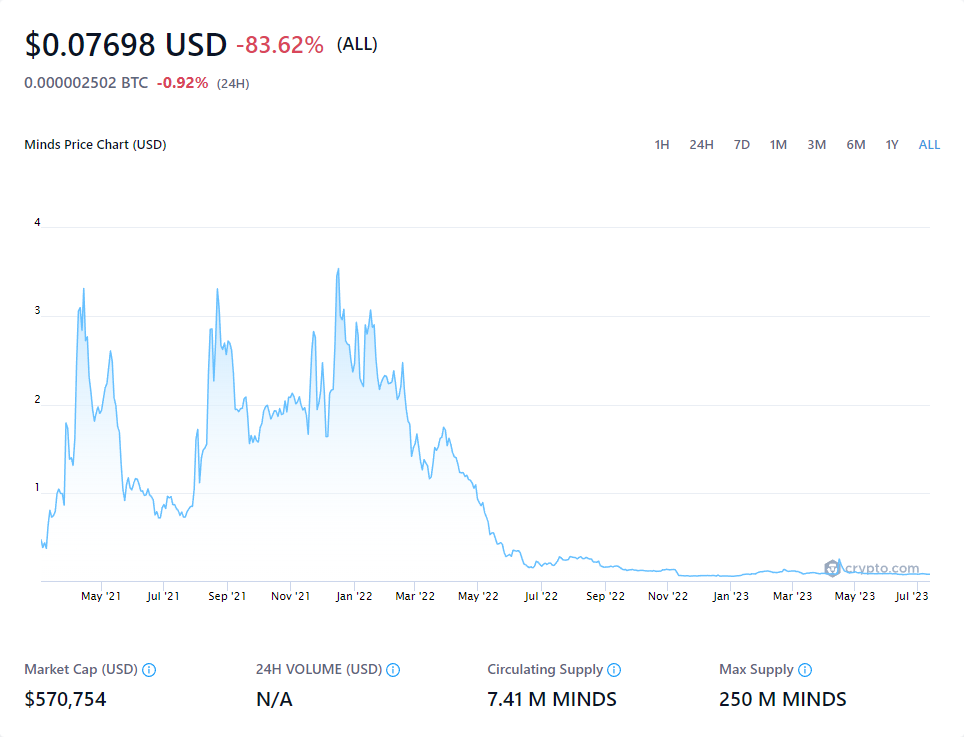 $0.07698 USD -83.62% (ALL)
0.000002502 BTC -0.92% (24H)
Minds Price Chart (USD) 1H 24H 7D 1M 3M 6M 1Y ALL
4
3
2
1
crypto.com
May '21 Jul '21 Sep '21 Nov '21 Jan '22 Mar '22 May '22 Jul '22 Sep '22 Nov '22 Jan '23 Mar '23 May '23 Jul '23
Market Cap (USD) 24H VOLUME (USD) Circulating Supply Max Supply
$570,754 N/A 7.41 M MINDS 250 M MINDS